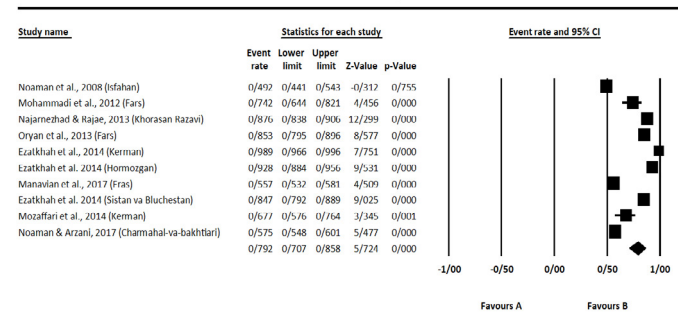 Study name Statistics for each study Event rate and 95% CI
Event Lower Upper
rate limit limit Z-Value p-Value
Noaman et al., 2008 (Isfahan) 0/492 0/441 0/543 -0/312 0/755
Mohammadi et al., 2012 (Fars) 0/742 0/644 0/821 4/456 0/000
Najarnezhad & Rajae, 2013 (Khorasan Razavi) 0/876 0/838 0/906 12/299 0/000
Oryan et al., 2013 (Fars) 0/853 0/795 0/896 8/577 0/000
Ezatkhah et al., 2014 (Kerman) 0/989 0/966 0/996 7/751 0/000
Ezatkhah et al. 2014 (Hormozgan) 0/928 0/884 0/956 9/531 0/000
Manavian et al., 2017 (Fras) 0/557 0/532 0/581 4/509 0/000
Ezatkhah et al., 2014 (Sistan va Bluchestan) 0/847 0/792 0/889 9/025 0/000
Mozaffari et al., 2014 (Kerman) 0/677 0/576 0/764 3/345 0/001
Noaman & Arzani, 2017 (Charmahal-va-bakhtiari) 0/575 0/548 0/601 5/477 0/000
0/792 0/707 0/858 5/724 0/000
-1/00 -0/50 0/00 0/50 1/00
Favours A Favours B